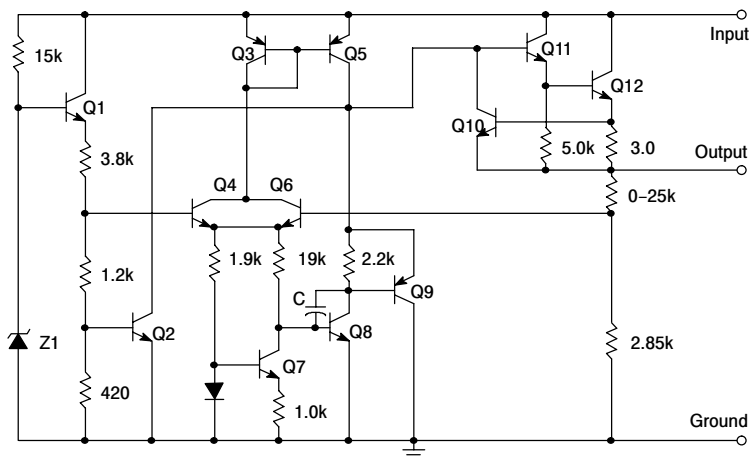 Input
15k
Q3
Q5
Q11
Q12
Q1
Q10
5.0k
3.0
Output
3.8k
0–25k
Q4
Q6
1.9k
19k
2.2k
1.2k
C
Q9
Z1
Q2
Q8
2.85k
Q7
420
1.0k
Ground